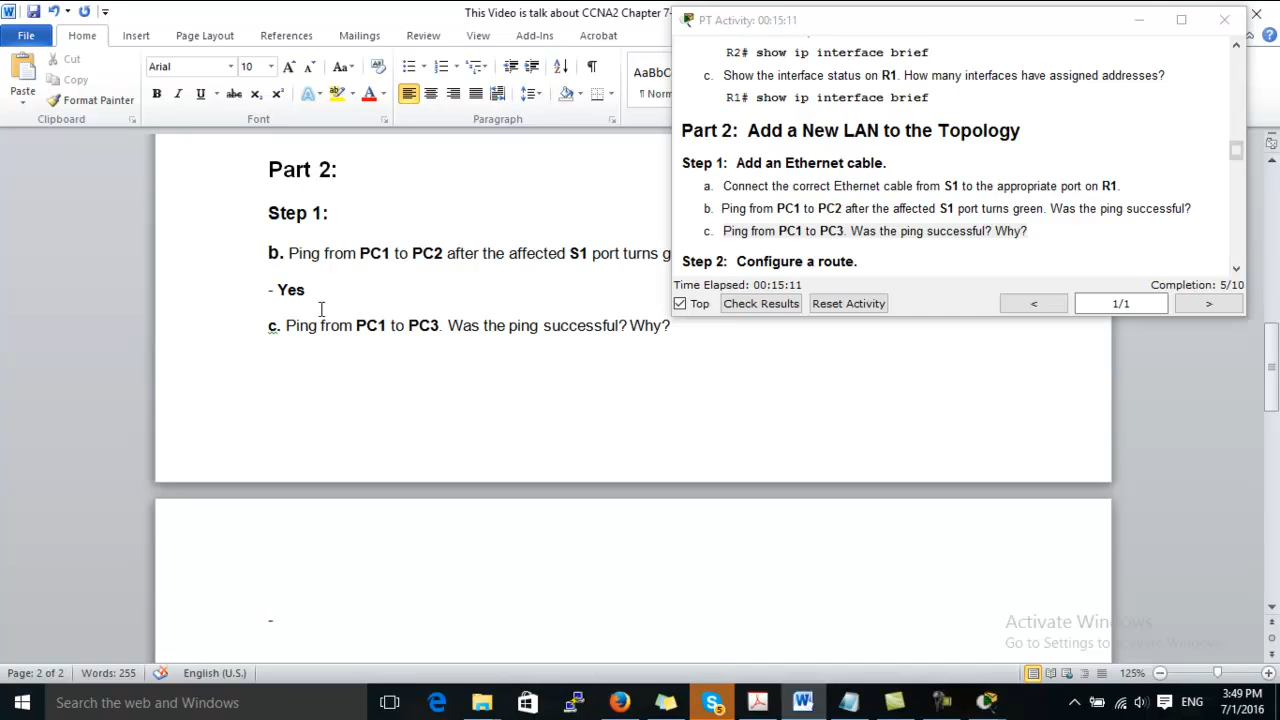 This Video is talk about CCNA2 Chapter 7-
File Home Insert Page Layout References Mailings Review View Add-Ins Acrobat
Paste
Cut
Copy
Format Painter
Clipboard
Arial 10
Font
Paragraph
AaBbC
¶ Norm
PT Activity: 00:15:11
R2# show ip interface brief
c. Show the interface status on R1. How many interfaces have assigned addresses?
R1# show ip interface brief
Part 2: Add a New LAN to the Topology
Step 1: Add an Ethernet cable.
a. Connect the correct Ethernet cable from S1 to the appropriate port on R1.
b. Ping from PC1 to PC2 after the affected S1 port turns green. Was the ping successful?
c. Ping from PC1 to PC3. Was the ping successful? Why?
Step 2: Configure a route.
Time Elapsed: 00:15:11 Completion: 5/10
Top Check Results Reset Activity < 1/1 >
Part 2:
Step 1:
b. Ping from PC1 to PC2 after the affected S1 port turns g
- Yes
c. Ping from PC1 to PC3. Was the ping successful? Why?
-
Activate Windows
Go to Settings to activate Windows.
Page: 2 of 2 Words: 255 English (U.S.) 125%
Search the web and Windows
ENG
3:49 PM
7/1/2016